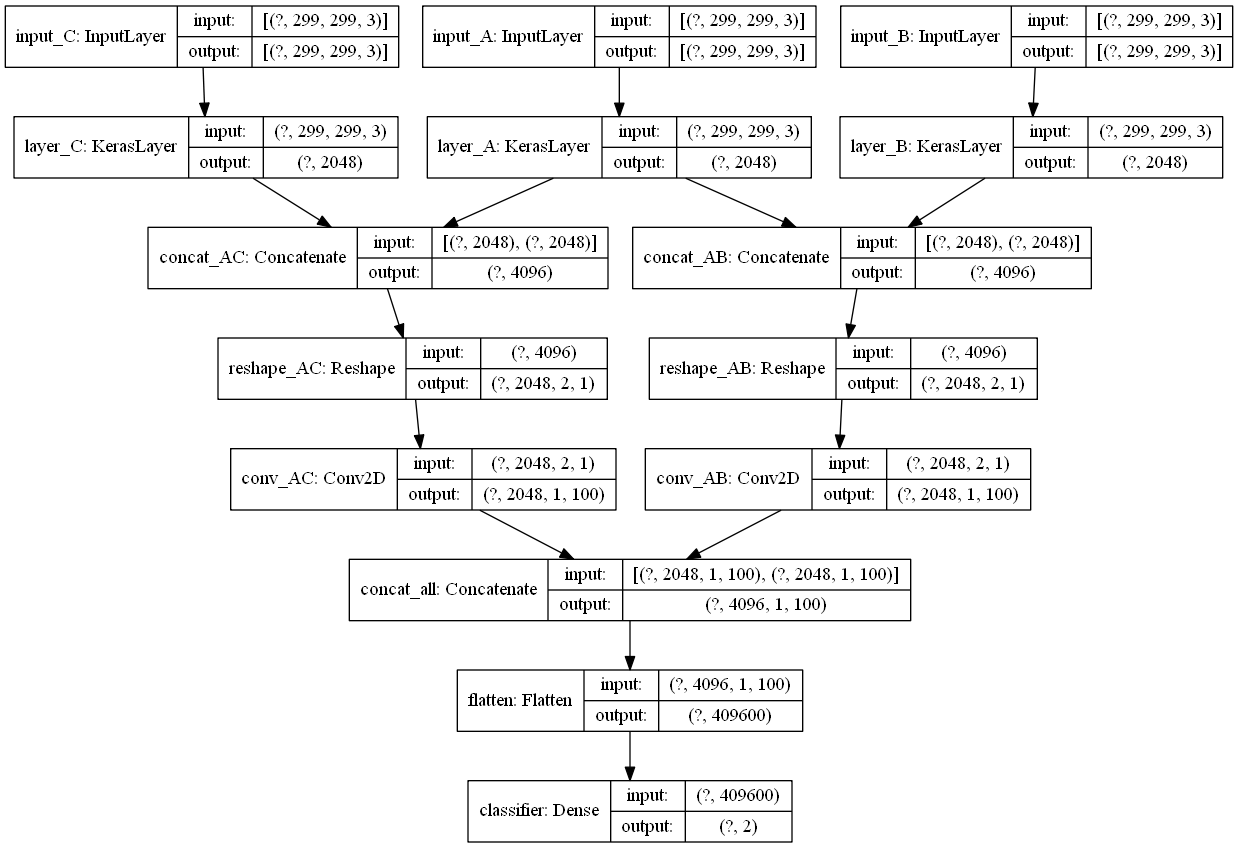 input_C: InputLayer input: [(?, 299, 299, 3)] output: [(?, 299, 299, 3)]
input_A: InputLayer input: [(?, 299, 299, 3)] output: [(?, 299, 299, 3)]
input_B: InputLayer input: [(?, 299, 299, 3)] output: [(?, 299, 299, 3)]
layer_C: KerasLayer input: (?, 299, 299, 3) output: (?, 2048)
layer_A: KerasLayer input: (?, 299, 299, 3) output: (?, 2048)
layer_B: KerasLayer input: (?, 299, 299, 3) output: (?, 2048)
concat_AC: Concatenate input: [(?, 2048), (?, 2048)] output: (?, 4096)
concat_AB: Concatenate input: [(?, 2048), (?, 2048)] output: (?, 4096)
reshape_AC: Reshape input: (?, 4096) output: (?, 2048, 2, 1)
reshape_AB: Reshape input: (?, 4096) output: (?, 2048, 2, 1)
conv_AC: Conv2D input: (?, 2048, 2, 1) output: (?, 2048, 1, 100)
conv_AB: Conv2D input: (?, 2048, 2, 1) output: (?, 2048, 1, 100)
concat_all: Concatenate input: [(?, 2048, 1, 100), (?, 2048, 1, 100)] output: (?, 4096, 1, 100)
flatten: Flatten input: (?, 4096, 1, 100) output: (?, 409600)
classifier: Dense input: (?, 409600) output: (?, 2)